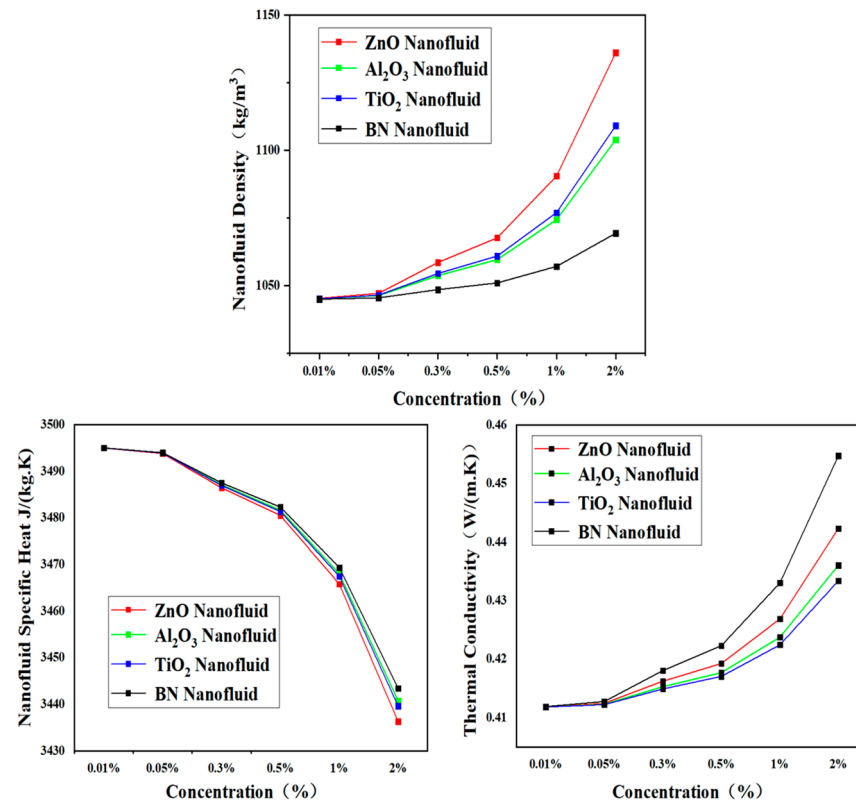 1150
1100
1050
Nanofluid Density（kg/m³）
ZnO Nanofluid
Al₂O₃ Nanofluid
TiO₂ Nanofluid
BN Nanofluid
0.01% 0.05% 0.3% 0.5% 1% 2%
Concentration（%）
3500
3490
3480
3470
3460
3450
3440
3430
Nanofluid Specific Heat J/(kg.K)
ZnO Nanofluid
Al₂O₃ Nanofluid
TiO₂ Nanofluid
BN Nanofluid
0.01% 0.05% 0.3% 0.5% 1% 2%
Concentration（%）
0.46
0.45
0.44
0.43
0.42
0.41
Thermal Conductivity（W/(m.K)
ZnO Nanofluid
Al₂O₃ Nanofluid
TiO₂ Nanofluid
BN Nanofluid
0.01% 0.05% 0.3% 0.5% 1% 2%
Concentration（%）